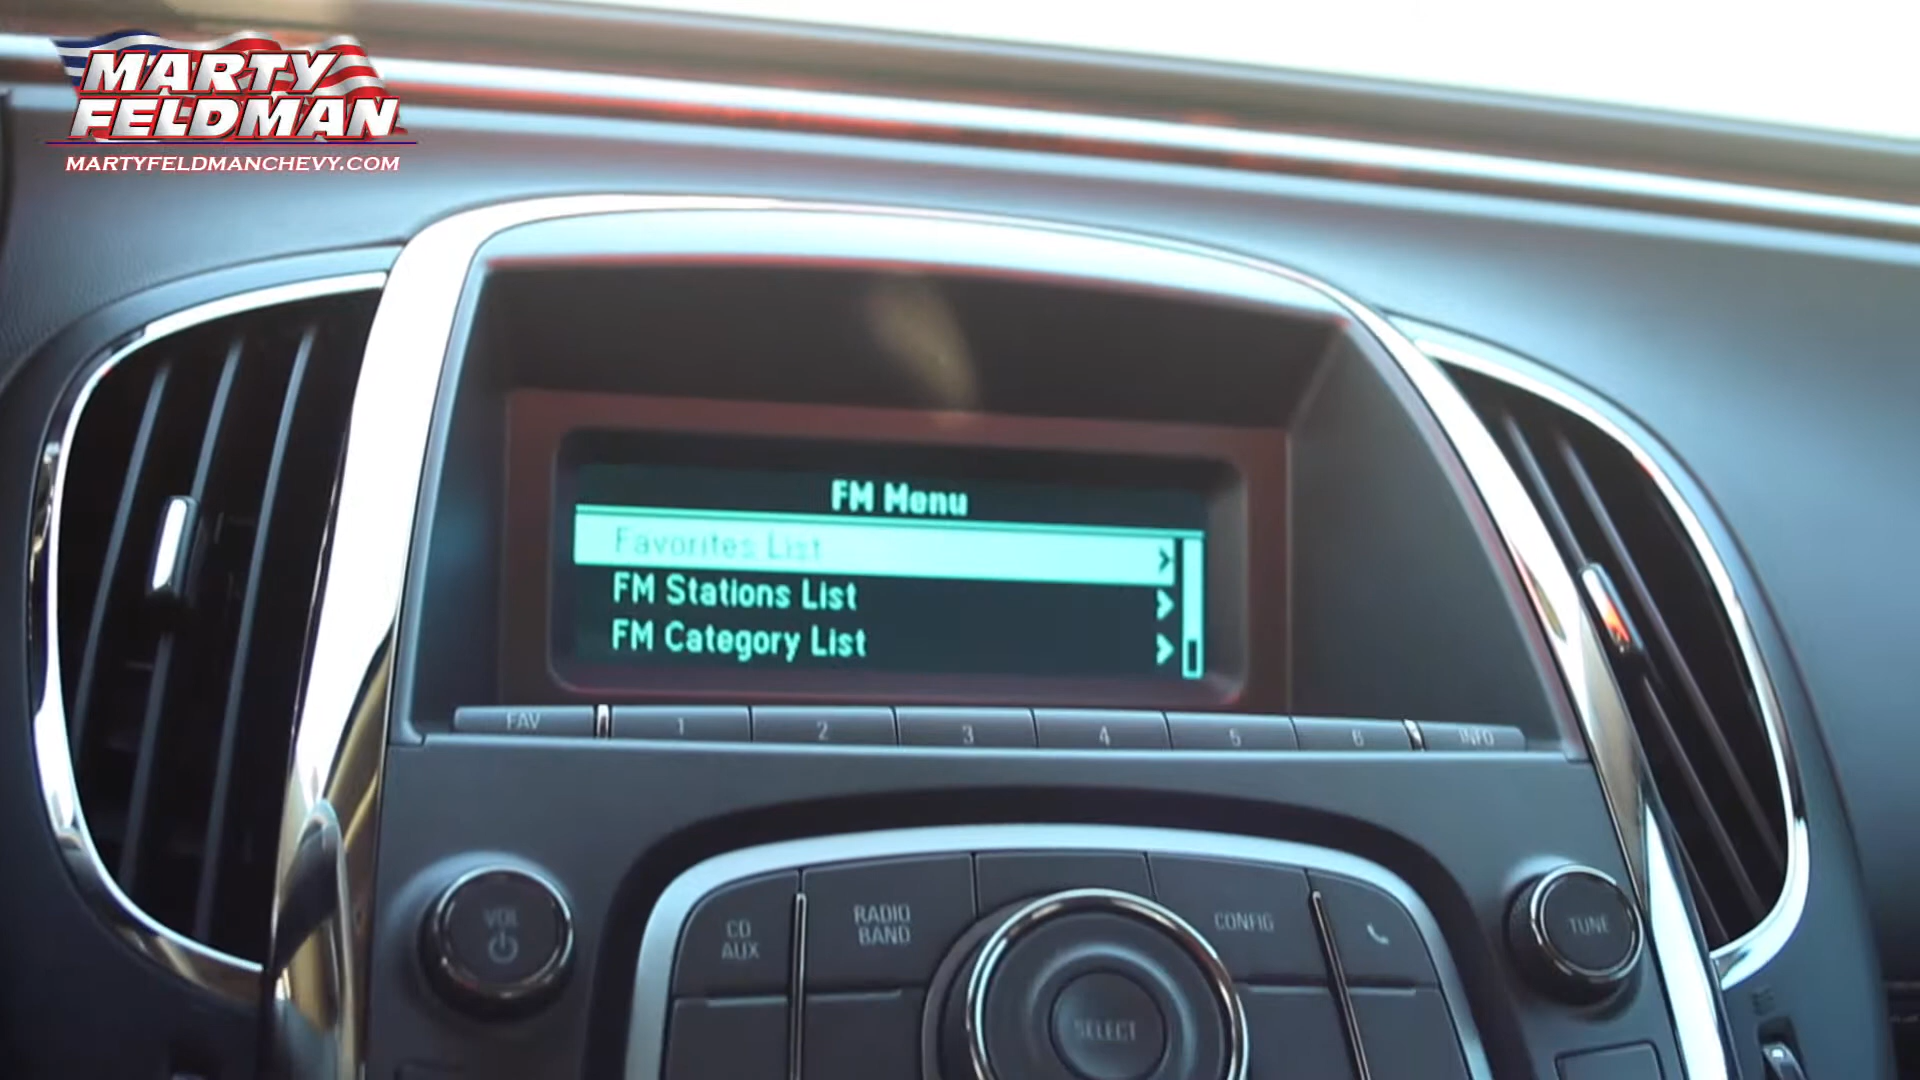 MARTY
FELDMAN
MARTYFELDMANCHEVY.COM
FM Menu
Favorites List >
FM Stations List >
FM Category List >
FAV 1 2 3 4 5 6 INFO
VOL
CD
AUX
RADIO
BAND
CONFIG
TUNE
SELECT